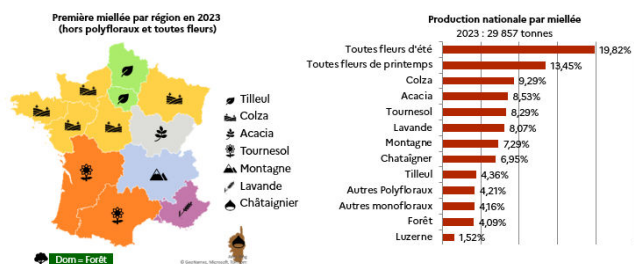 Première miellée par région en 2023
(hors polyfloraux et toutes fleurs)
Tilleul
Colza
Acacia
Tournesol
Montagne
Lavande
Châtaignier
Dom = Forêt
Production nationale par miellée
2023 : 29 857 tonnes
Toutes fleurs d'été 19,82%
Toutes fleurs de printemps 13,45%
Colza 9,29%
Acacia 8,53%
Tournesol 8,29%
Lavande 8,07%
Montagne 7,29%
Chataîgner 6,95%
Tilleul 4,36%
Autres Polyfloraux 4,21%
Autres monofloraux 4,16%
Forêt 4,09%
Luzerne 1,52%